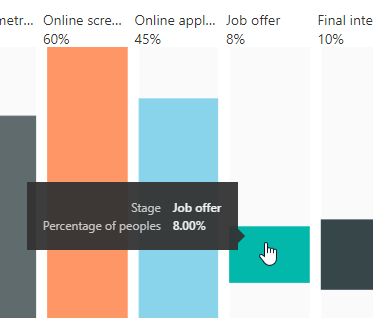 metr... Online scre... Online appl... Job offer Final inte
60% 45% 8% 10%
Stage Job offer
Percentage of peoples 8.00%